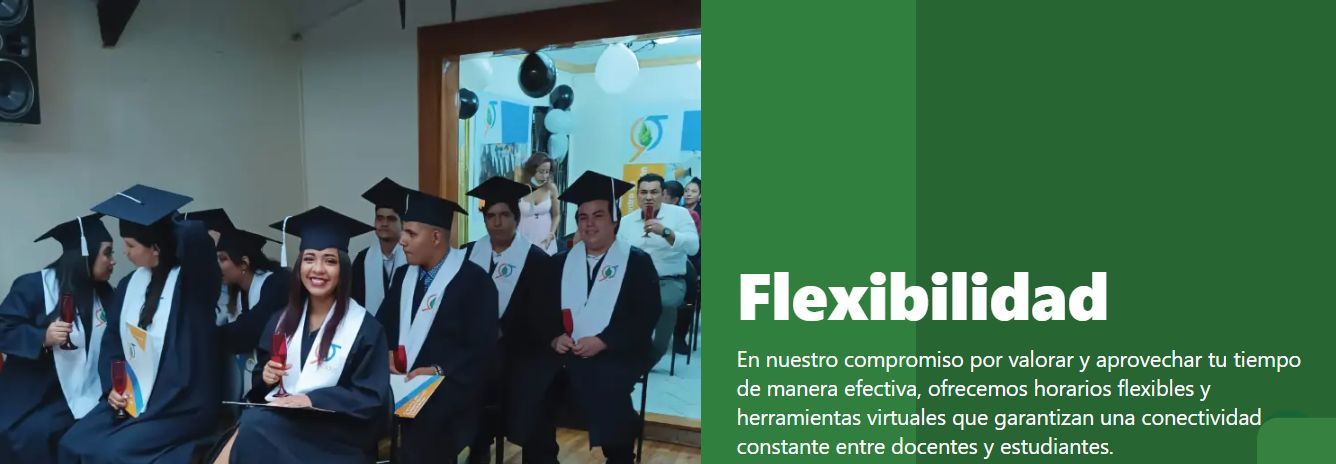 Flexibilidad
En nuestro compromiso por valorar y aprovechar tu tiempo
de manera efectiva, ofrecemos horarios flexibles y
herramientas virtuales que garantizan una conectividad
constante entre docentes y estudiantes.